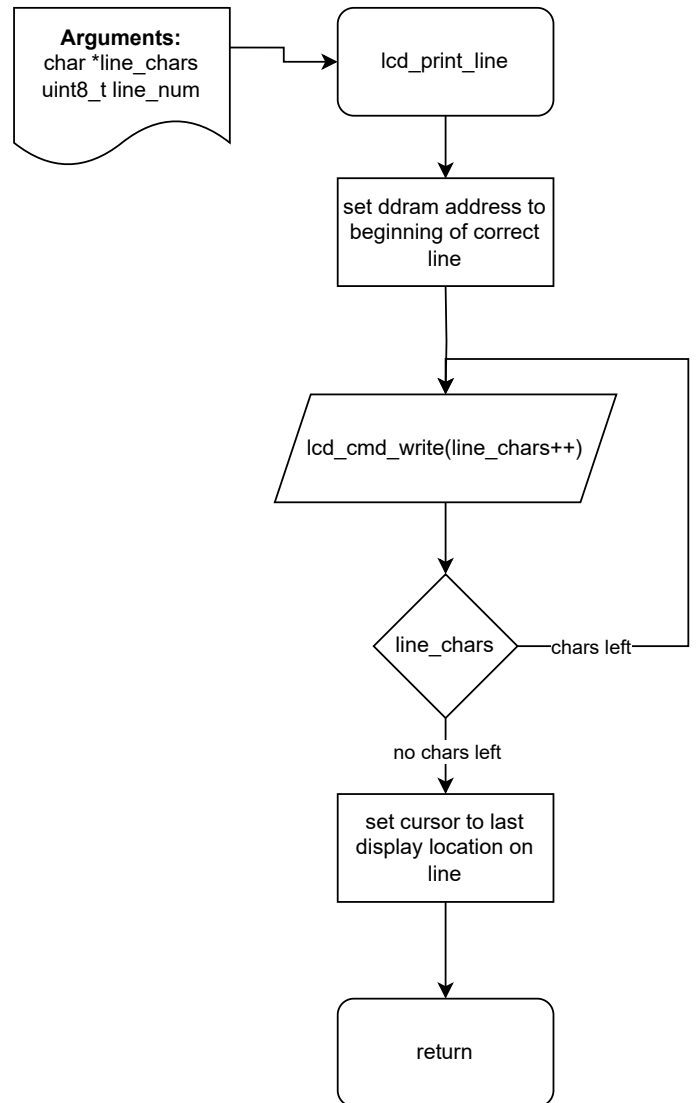 Arguments:
char *line_chars
uint8_t line_num
lcd_print_line
set ddram address to
beginning of correct
line
lcd_cmd_write(line_chars++)
line_chars
chars left
no chars left
set cursor to last
display location on
line
return